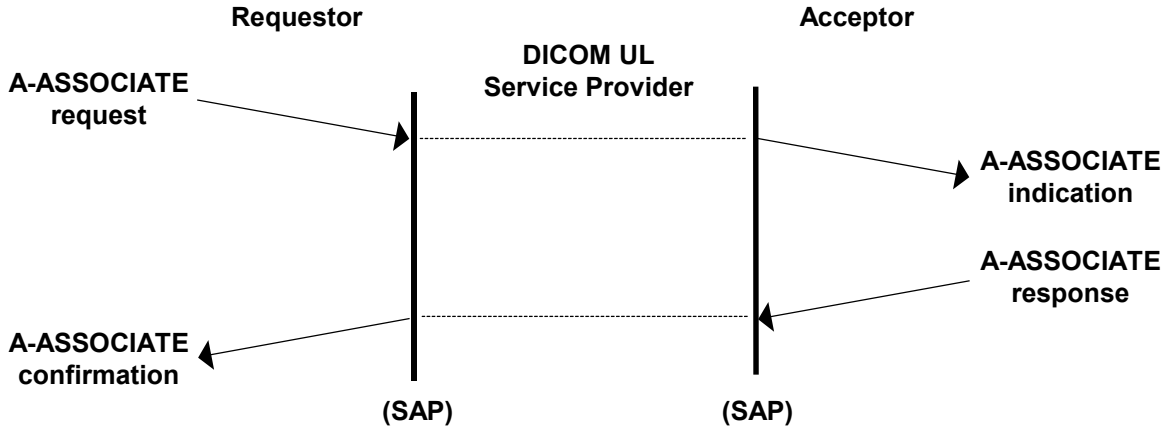 Requestor
Acceptor
DICOM UL
Service Provider
A-ASSOCIATE
request
A-ASSOCIATE
indication
A-ASSOCIATE
response
A-ASSOCIATE
confirmation
(SAP)
(SAP)